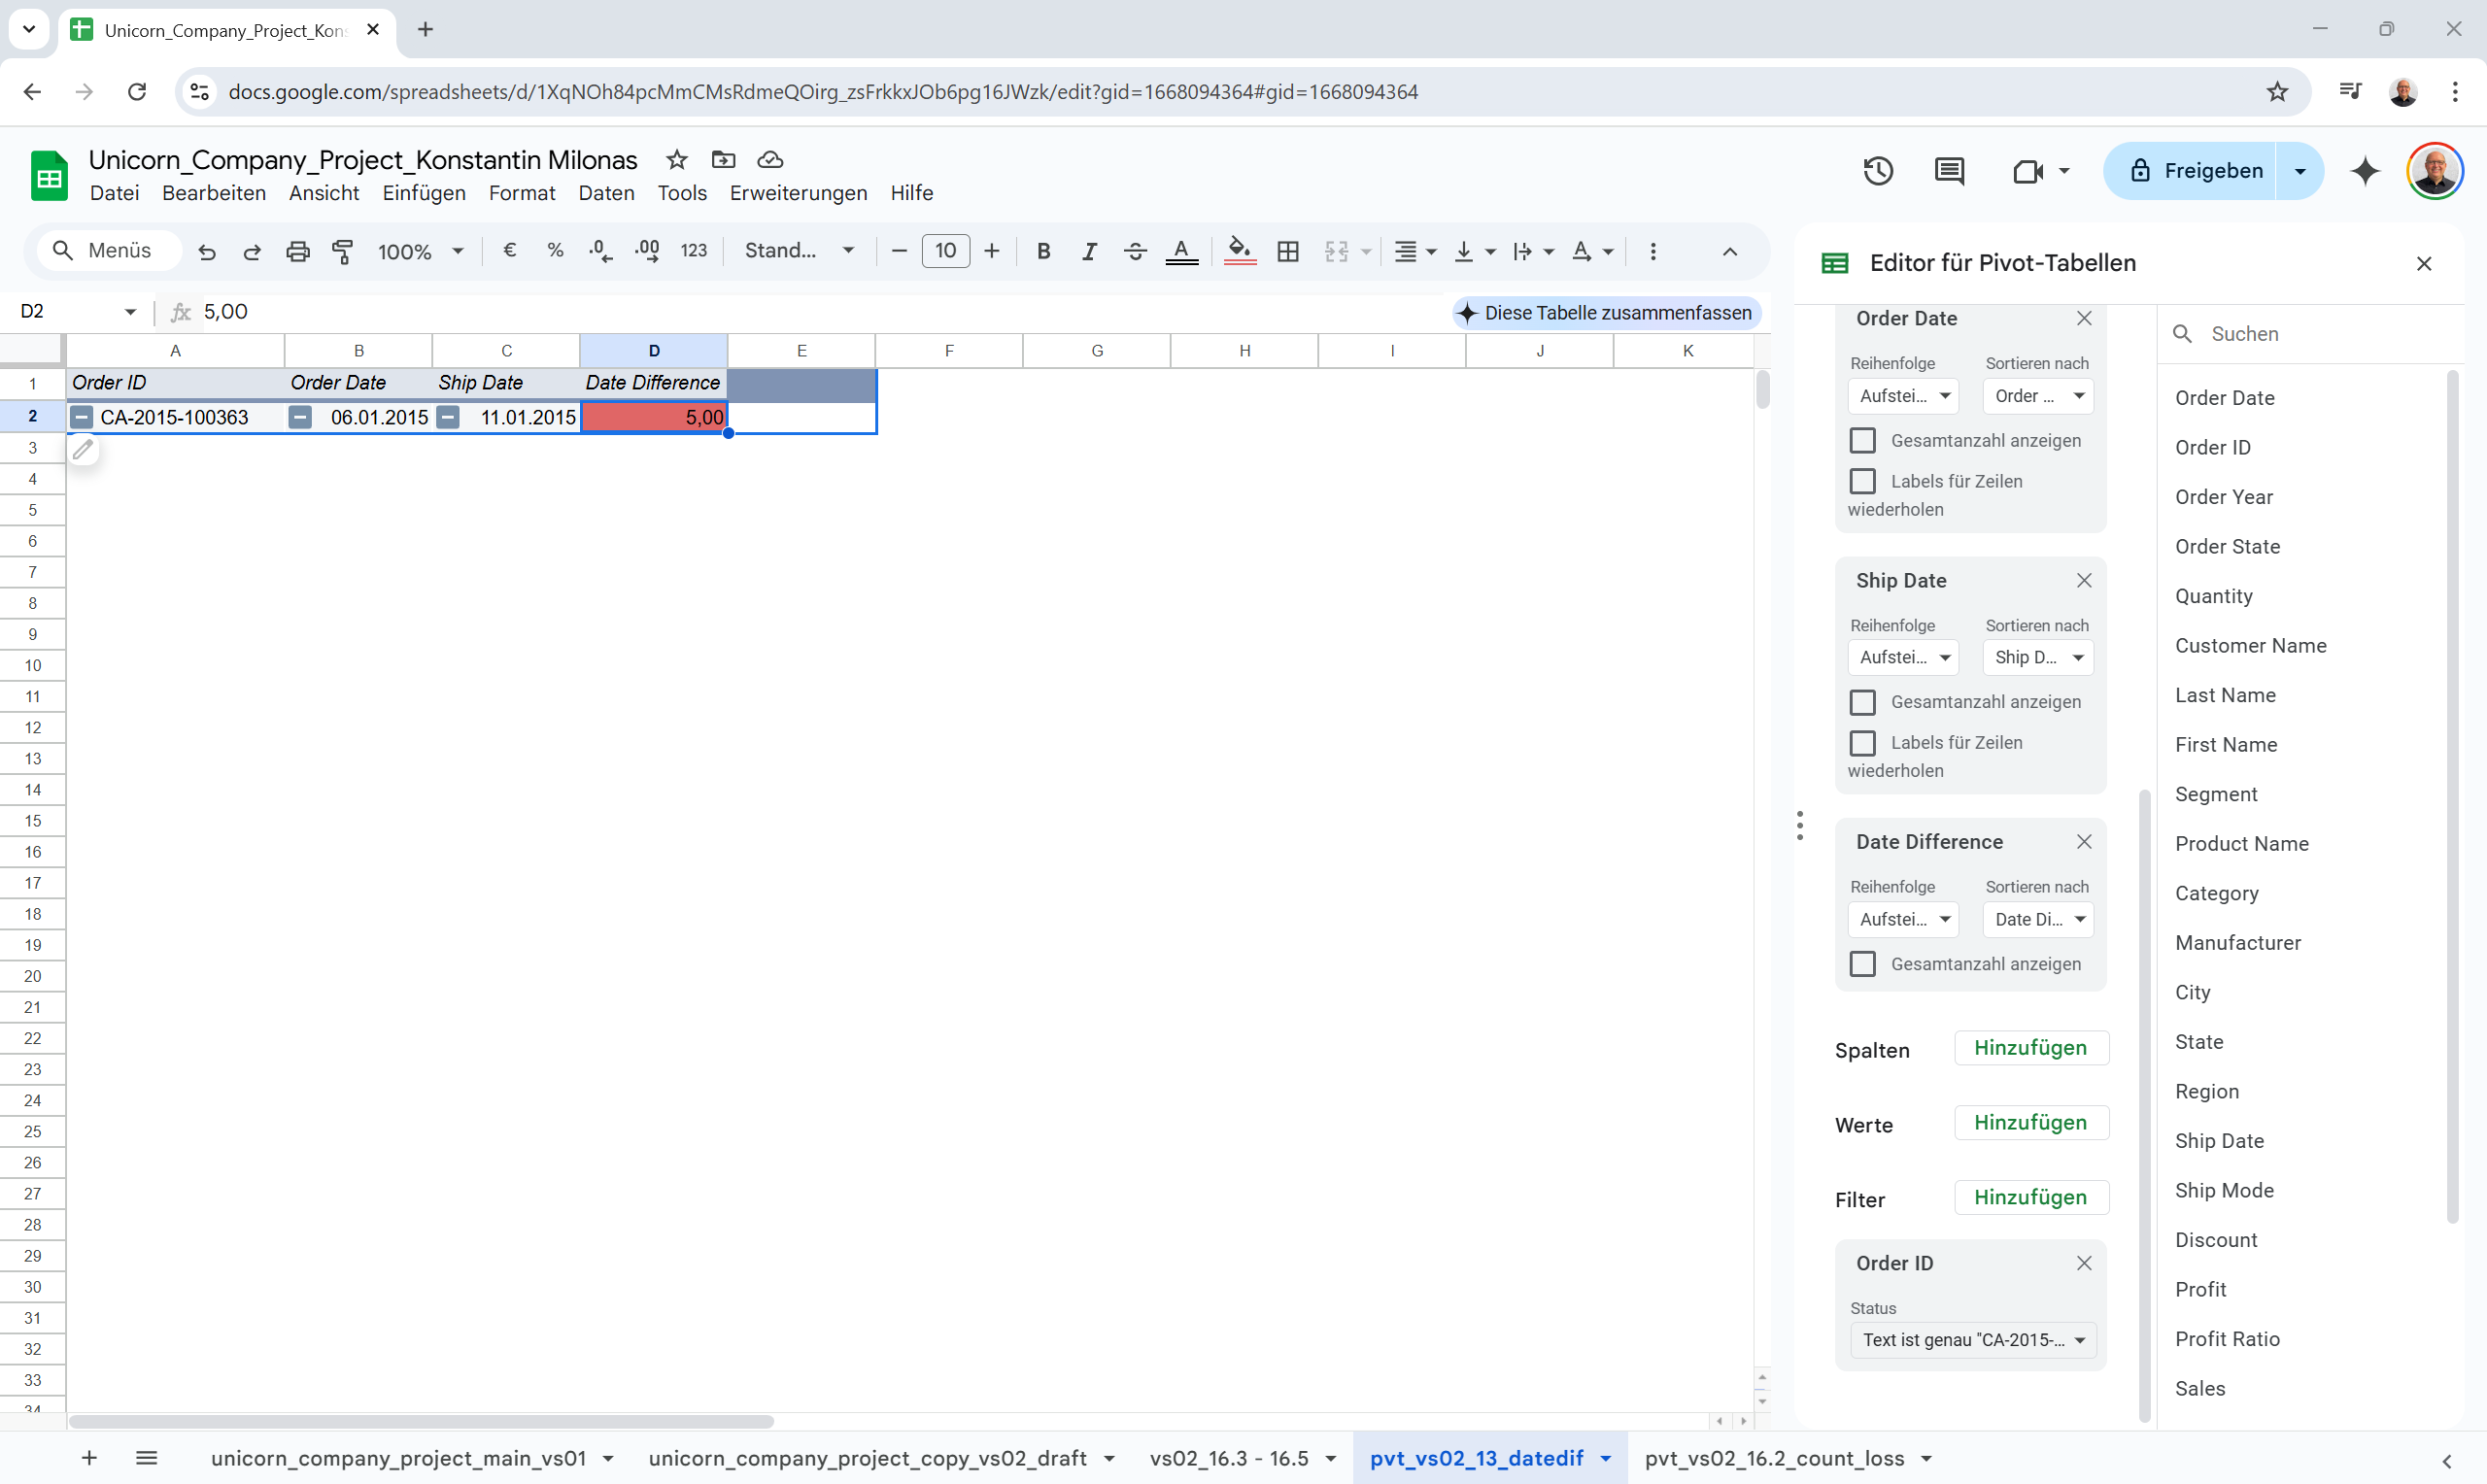 Unicorn_Company_Project_Kons
docs.google.com/spreadsheets/d/1XqNOh84pcMmCMsRdmeQOirg_zsFrkkxJOb6pg16JWzk/edit?gid=1668094364#gid=1668094364
Unicorn_Company_Project_Konstantin Milonas
Datei Bearbeiten Ansicht Einfügen Format Daten Tools Erweiterungen Hilfe
Freigeben
Menüs 100% € % .0 .00 123 Stand... 10 B I S A
D2 fx 5,00
Diese Tabelle zusammenfassen
A B C D E F G H I J K
1 Order ID Order Date Ship Date Date Difference
2 CA-2015-100363 06.01.2015 11.01.2015 5,00
3
4
5
6
7
8
9
10
11
12
13
14
15
16
17
18
19
20
21
22
23
24
25
26
27
28
29
30
31
32
33
34
Editor für Pivot-Tabellen
Order Date
Reihenfolge Sortieren nach
Aufstei... Order ...
Gesamtanzahl anzeigen
Labels für Zeilen
wiederholen
Ship Date
Reihenfolge Sortieren nach
Aufstei... Ship D...
Gesamtanzahl anzeigen
Labels für Zeilen
wiederholen
Date Difference
Reihenfolge Sortieren nach
Aufstei... Date Di...
Gesamtanzahl anzeigen
Spalten Hinzufügen
Werte Hinzufügen
Filter Hinzufügen
Order ID
Status
Text ist genau "CA-2015-...
Suchen
Order Date
Order ID
Order Year
Order State
Quantity
Customer Name
Last Name
First Name
Segment
Product Name
Category
Manufacturer
City
State
Region
Ship Date
Ship Mode
Discount
Profit
Profit Ratio
Sales
unicorn_company_project_main_vs01 unicorn_company_project_copy_vs02_draft vs02_16.3 - 16.5 pvt_vs02_13_datedif pvt_vs02_16.2_count_loss